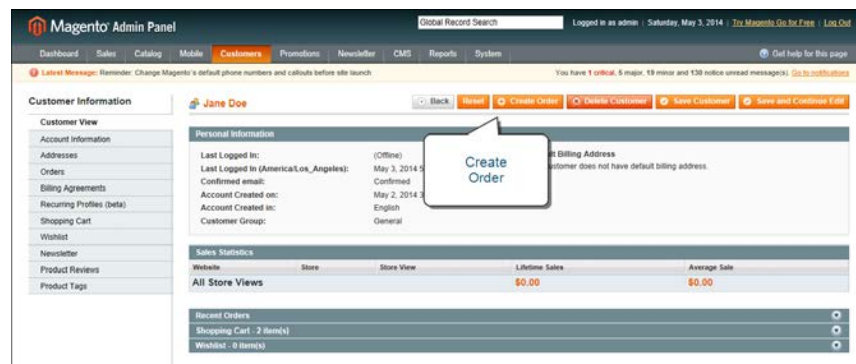 Magento Admin Panel
Global Record Search
Logged in as admin | Saturday, May 3, 2014 | Try Magento Go for Free | Log Out
Dashboard Sales Catalog Mobile Customers Promotions Newsletter CMS Reports System
Get help for this page
Latest Message: Reminder: Change Magento's default phone numbers and callouts before site launch
You have 1 critical, 5 major, 19 minor and 130 notice unread message(s). Go to notifications
Customer Information
Customer View
Account Information
Addresses
Orders
Billing Agreements
Recurring Profiles (beta)
Shopping Cart
Wishlist
Newsletter
Product Reviews
Product Tags
Jane Doe
Back Reset Create Order Delete Customer Save Customer Save and Continue Edit
Create
Order
Personal Information
Last Logged In: (Offline)
Last Logged In (America/Los_Angeles): May 3, 2014 5
Confirmed email: Confirmed
Account Created on: May 2, 2014 3
Account Created in: English
Customer Group: General
lt Billing Address
ustomer does not have default billing address.
Sales Statistics
Website Store Store View Lifetime Sales Average Sale
All Store Views $0.00 $0.00
Recent Orders
Shopping Cart - 2 item(s)
Wishlist - 0 item(s)